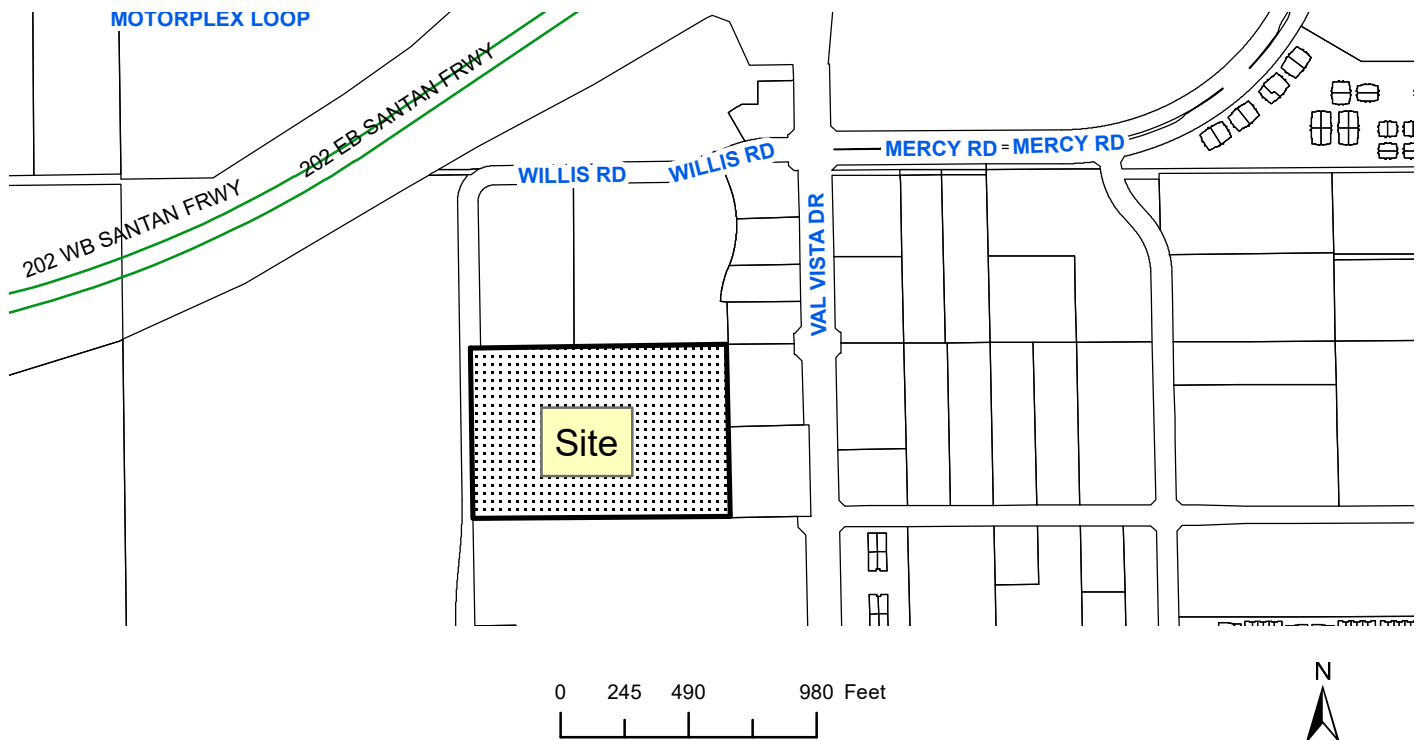 MOTORPLEX LOOP
202 EB SANTAN FRWY
202 WB SANTAN FRWY
WILLIS RD
WILLIS RD
MERCY RD
MERCY RD
VAL VISTA DR
Site
0 245 490 980 Feet
N